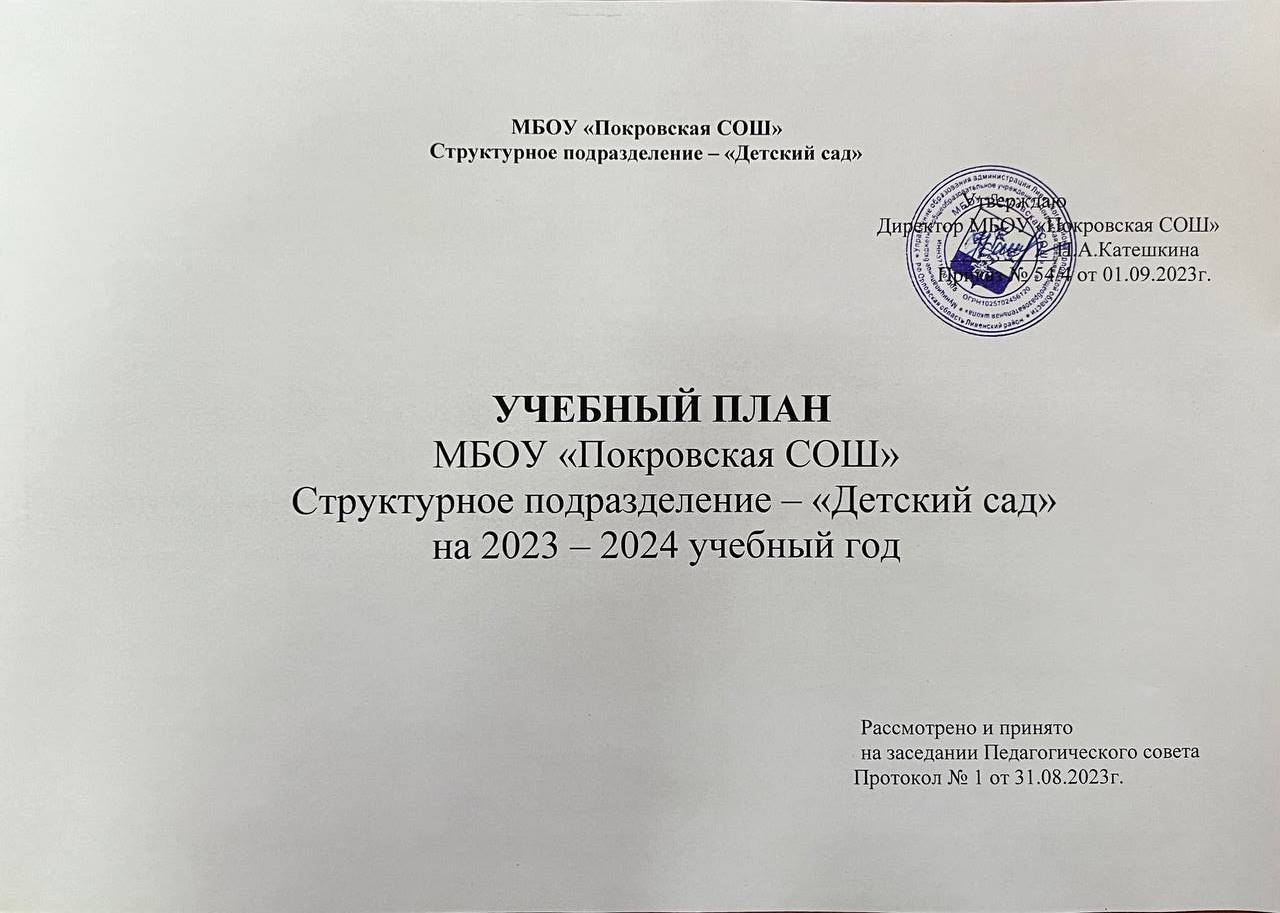 МБОУ «Покровская СОШ»
Структурное подразделение – «Детский сад»
Утверждаю
Директор МБОУ «Покровская СОШ»
А.Катешкина
Приказ № от 01.09.2023г.
УЧЕБНЫЙ ПЛАН
МБОУ «Покровская СОШ»
Структурное подразделение – «Детский сад»
на 2023 – 2024 учебный год
Рассмотрено и принято
на заседании Педагогического совета
Протокол № 1 от 31.08.2023г.